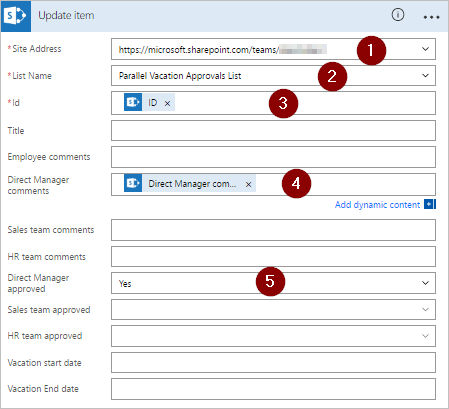 Update item
* Site Address
https://microsoft.sharepoint.com/teams/
1
* List Name
Parallel Vacation Approvals List
2
* Id
ID ×
3
Title
Employee comments
Direct Manager
comments
Direct Manager com... ×
4
Add dynamic content
Sales team comments
HR team comments
Direct Manager
approved
Yes
5
Sales team approved
HR team approved
Vacation start date
Vacation End date